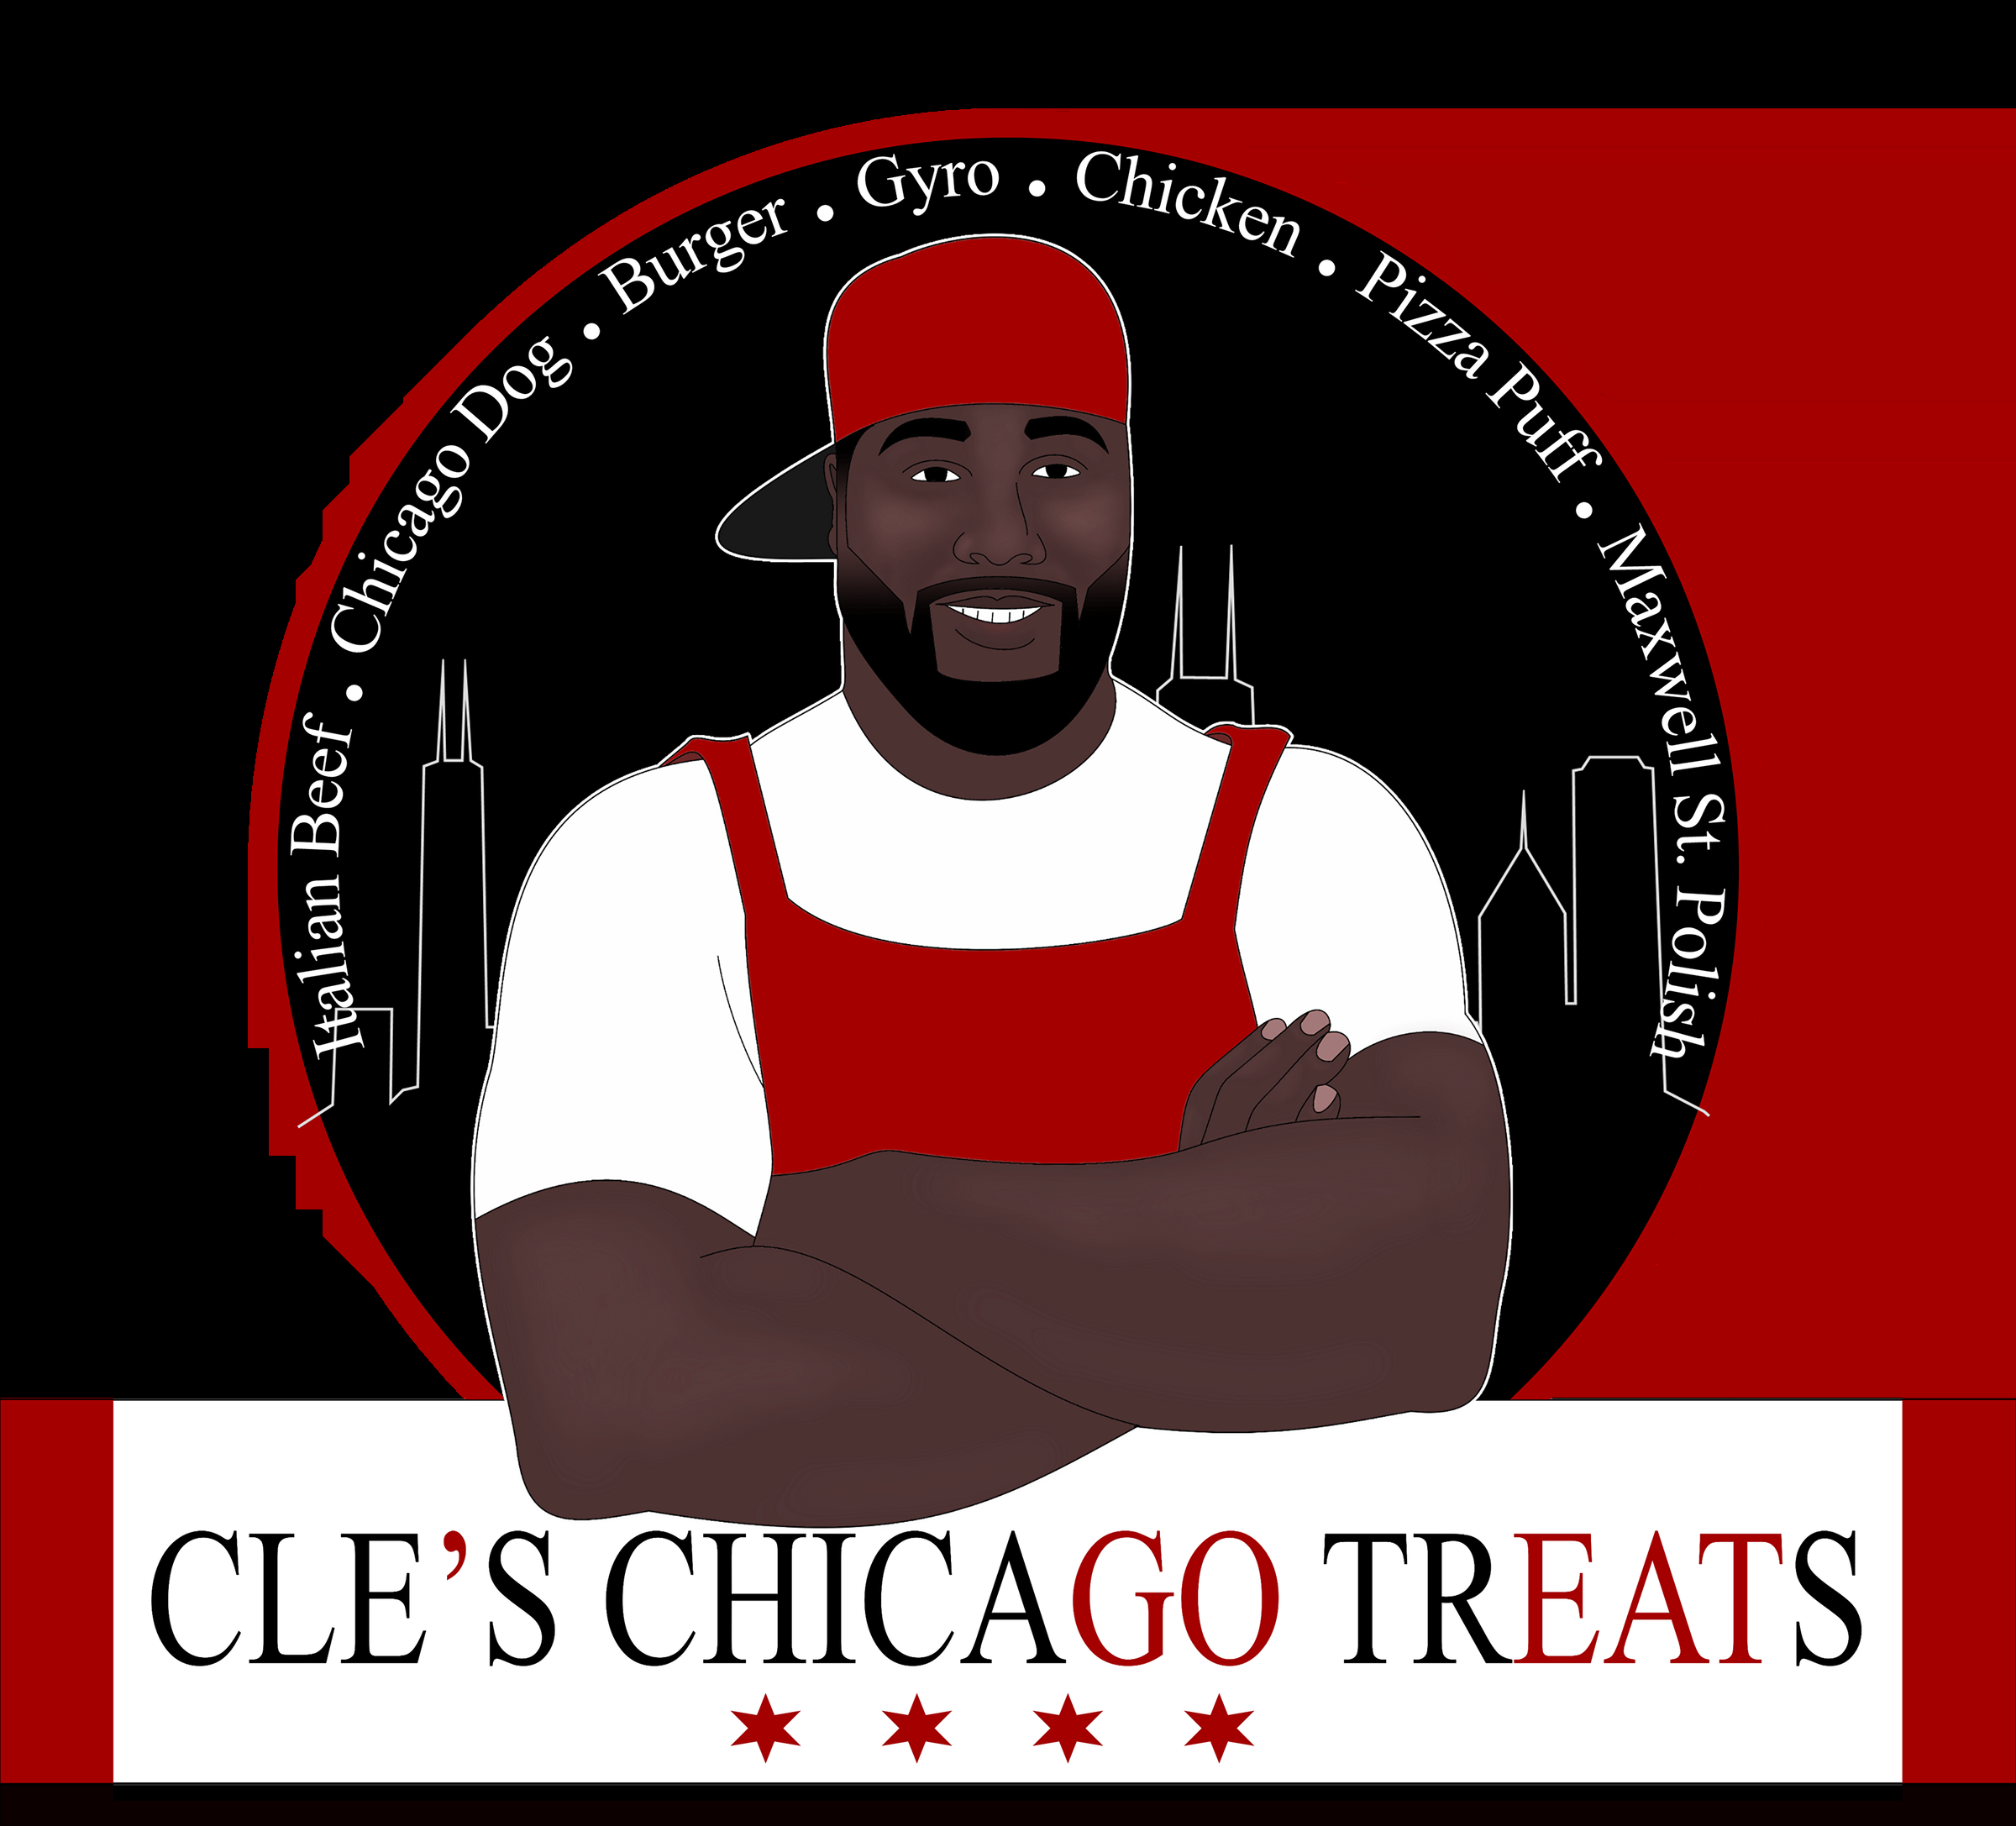 Italian Beef • Chicago Dog • Burger • Gyro • Chicken • Pizza Puff • Maxwell St. Polish
CLE’S CHICAGO TREATS